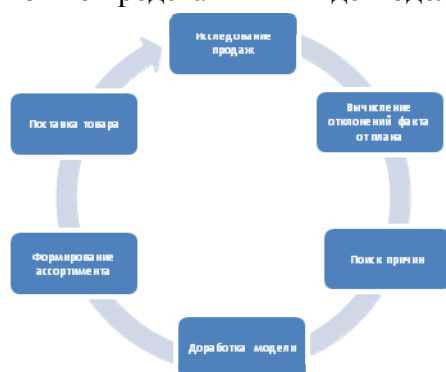 Исследование
продаж
Вычисление
отклонений факта
от плана
Поиск причин
Доработка модели
Формирование
ассортимента
Поставка товара